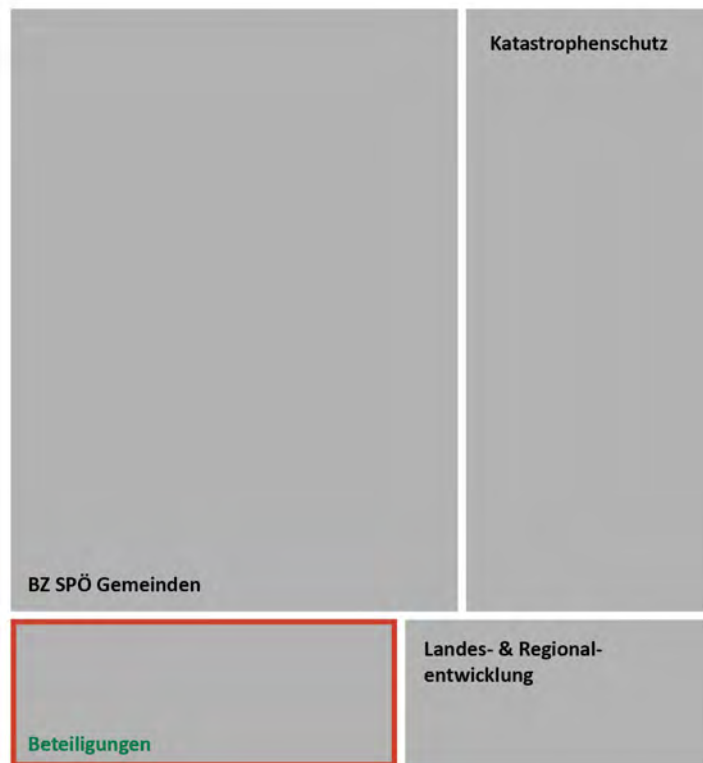 Katastrophenschutz
BZ SPÖ Gemeinden
Landes- & Regional-
entwicklung
Beteiligungen